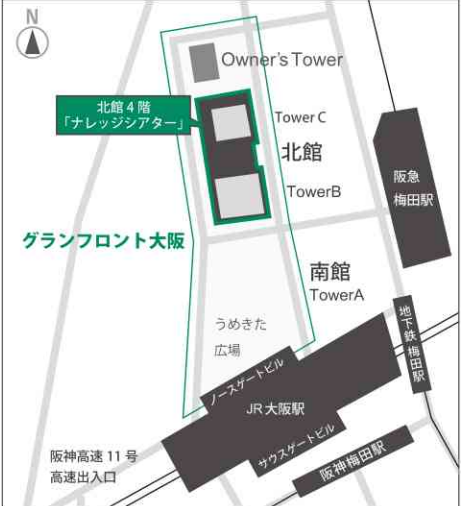 N
Owner's Tower
北館4階
「ナレッジシアター」
Tower C
北館
TowerB
阪急
梅田駅
グランフロント大阪
南館
TowerA
うめきた
広場
地下鉄 梅田駅
ノースゲートビル
JR大阪駅
サウスゲートビル
阪神梅田駅
阪神高速11号
高速出入口